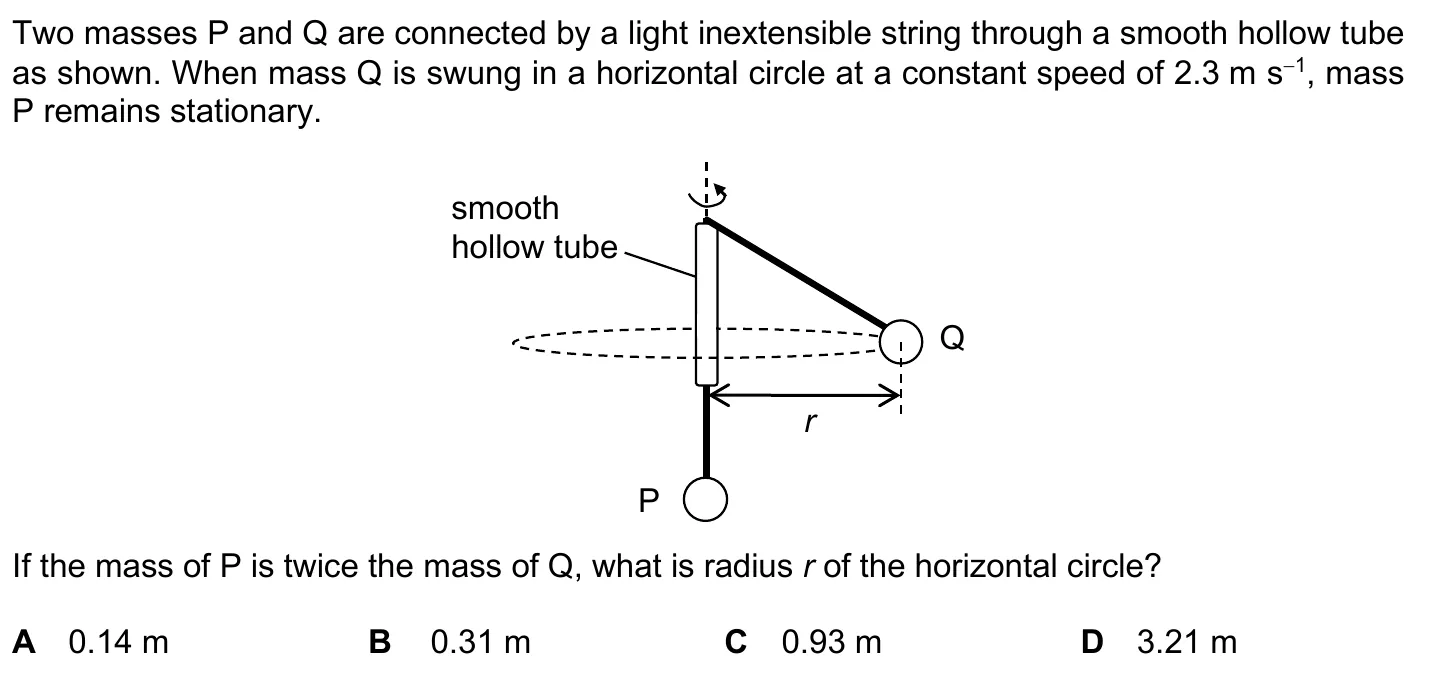 Two masses P and Q are connected by a light inextensible string through a smooth hollow tube
as shown. When mass Q is swung in a horizontal circle at a constant speed of 2.3 m s⁻¹, mass
P remains stationary.
smooth
hollow tube
Q
r
P
If the mass of P is twice the mass of Q, what is radius r of the horizontal circle?
A 0.14 m B 0.31 m C 0.93 m D 3.21 m